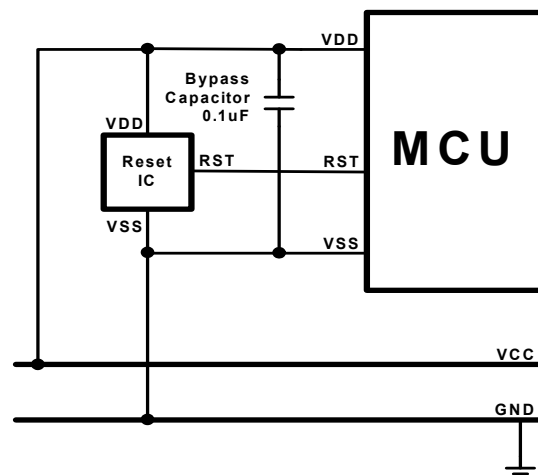 VDD
Bypass
Capacitor
0.1uF
VDD
MCU
Reset
IC
RST
RST
VSS
VSS
VCC
GND